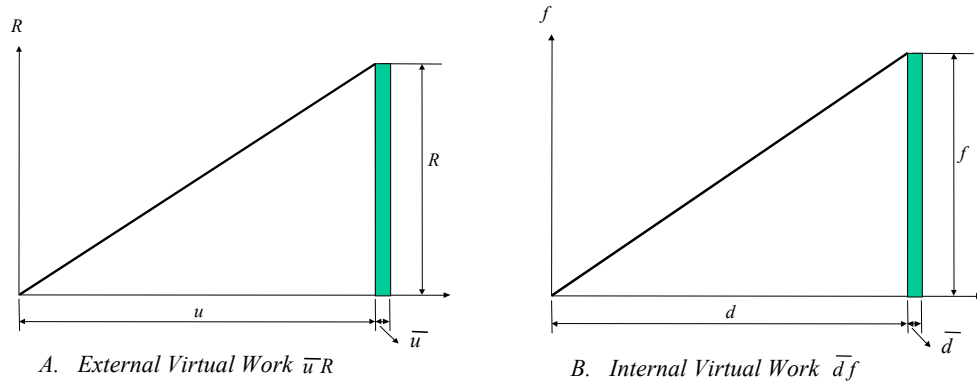 R
R
u
u̅
A. External Virtual Work u̅ R
f
f
d
d̅
B. Internal Virtual Work d̅ f